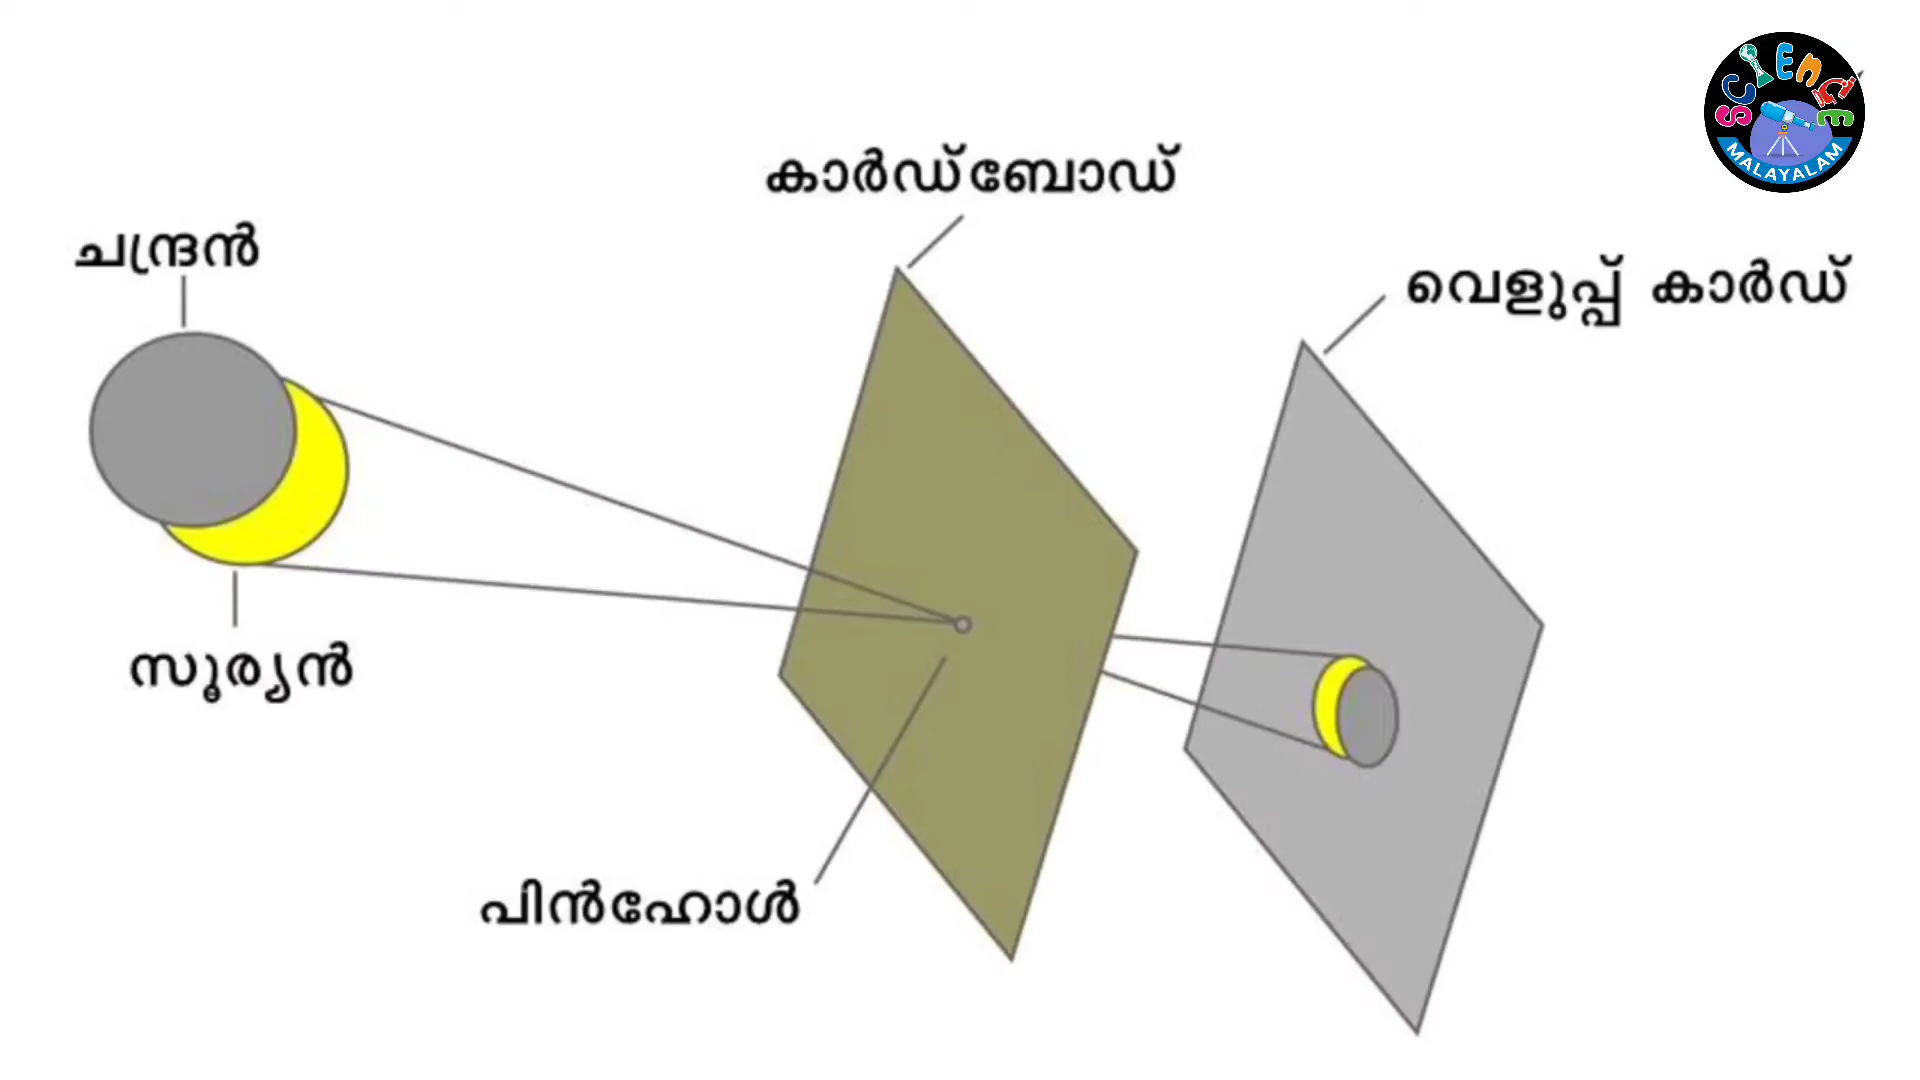 SCIENCE
MALAYALAM
കാർഡ്ബോഡ്
ചന്ദ്രൻ
വെളുപ്പ് കാർഡ്
സൂര്യൻ
പിൻഹോൾ